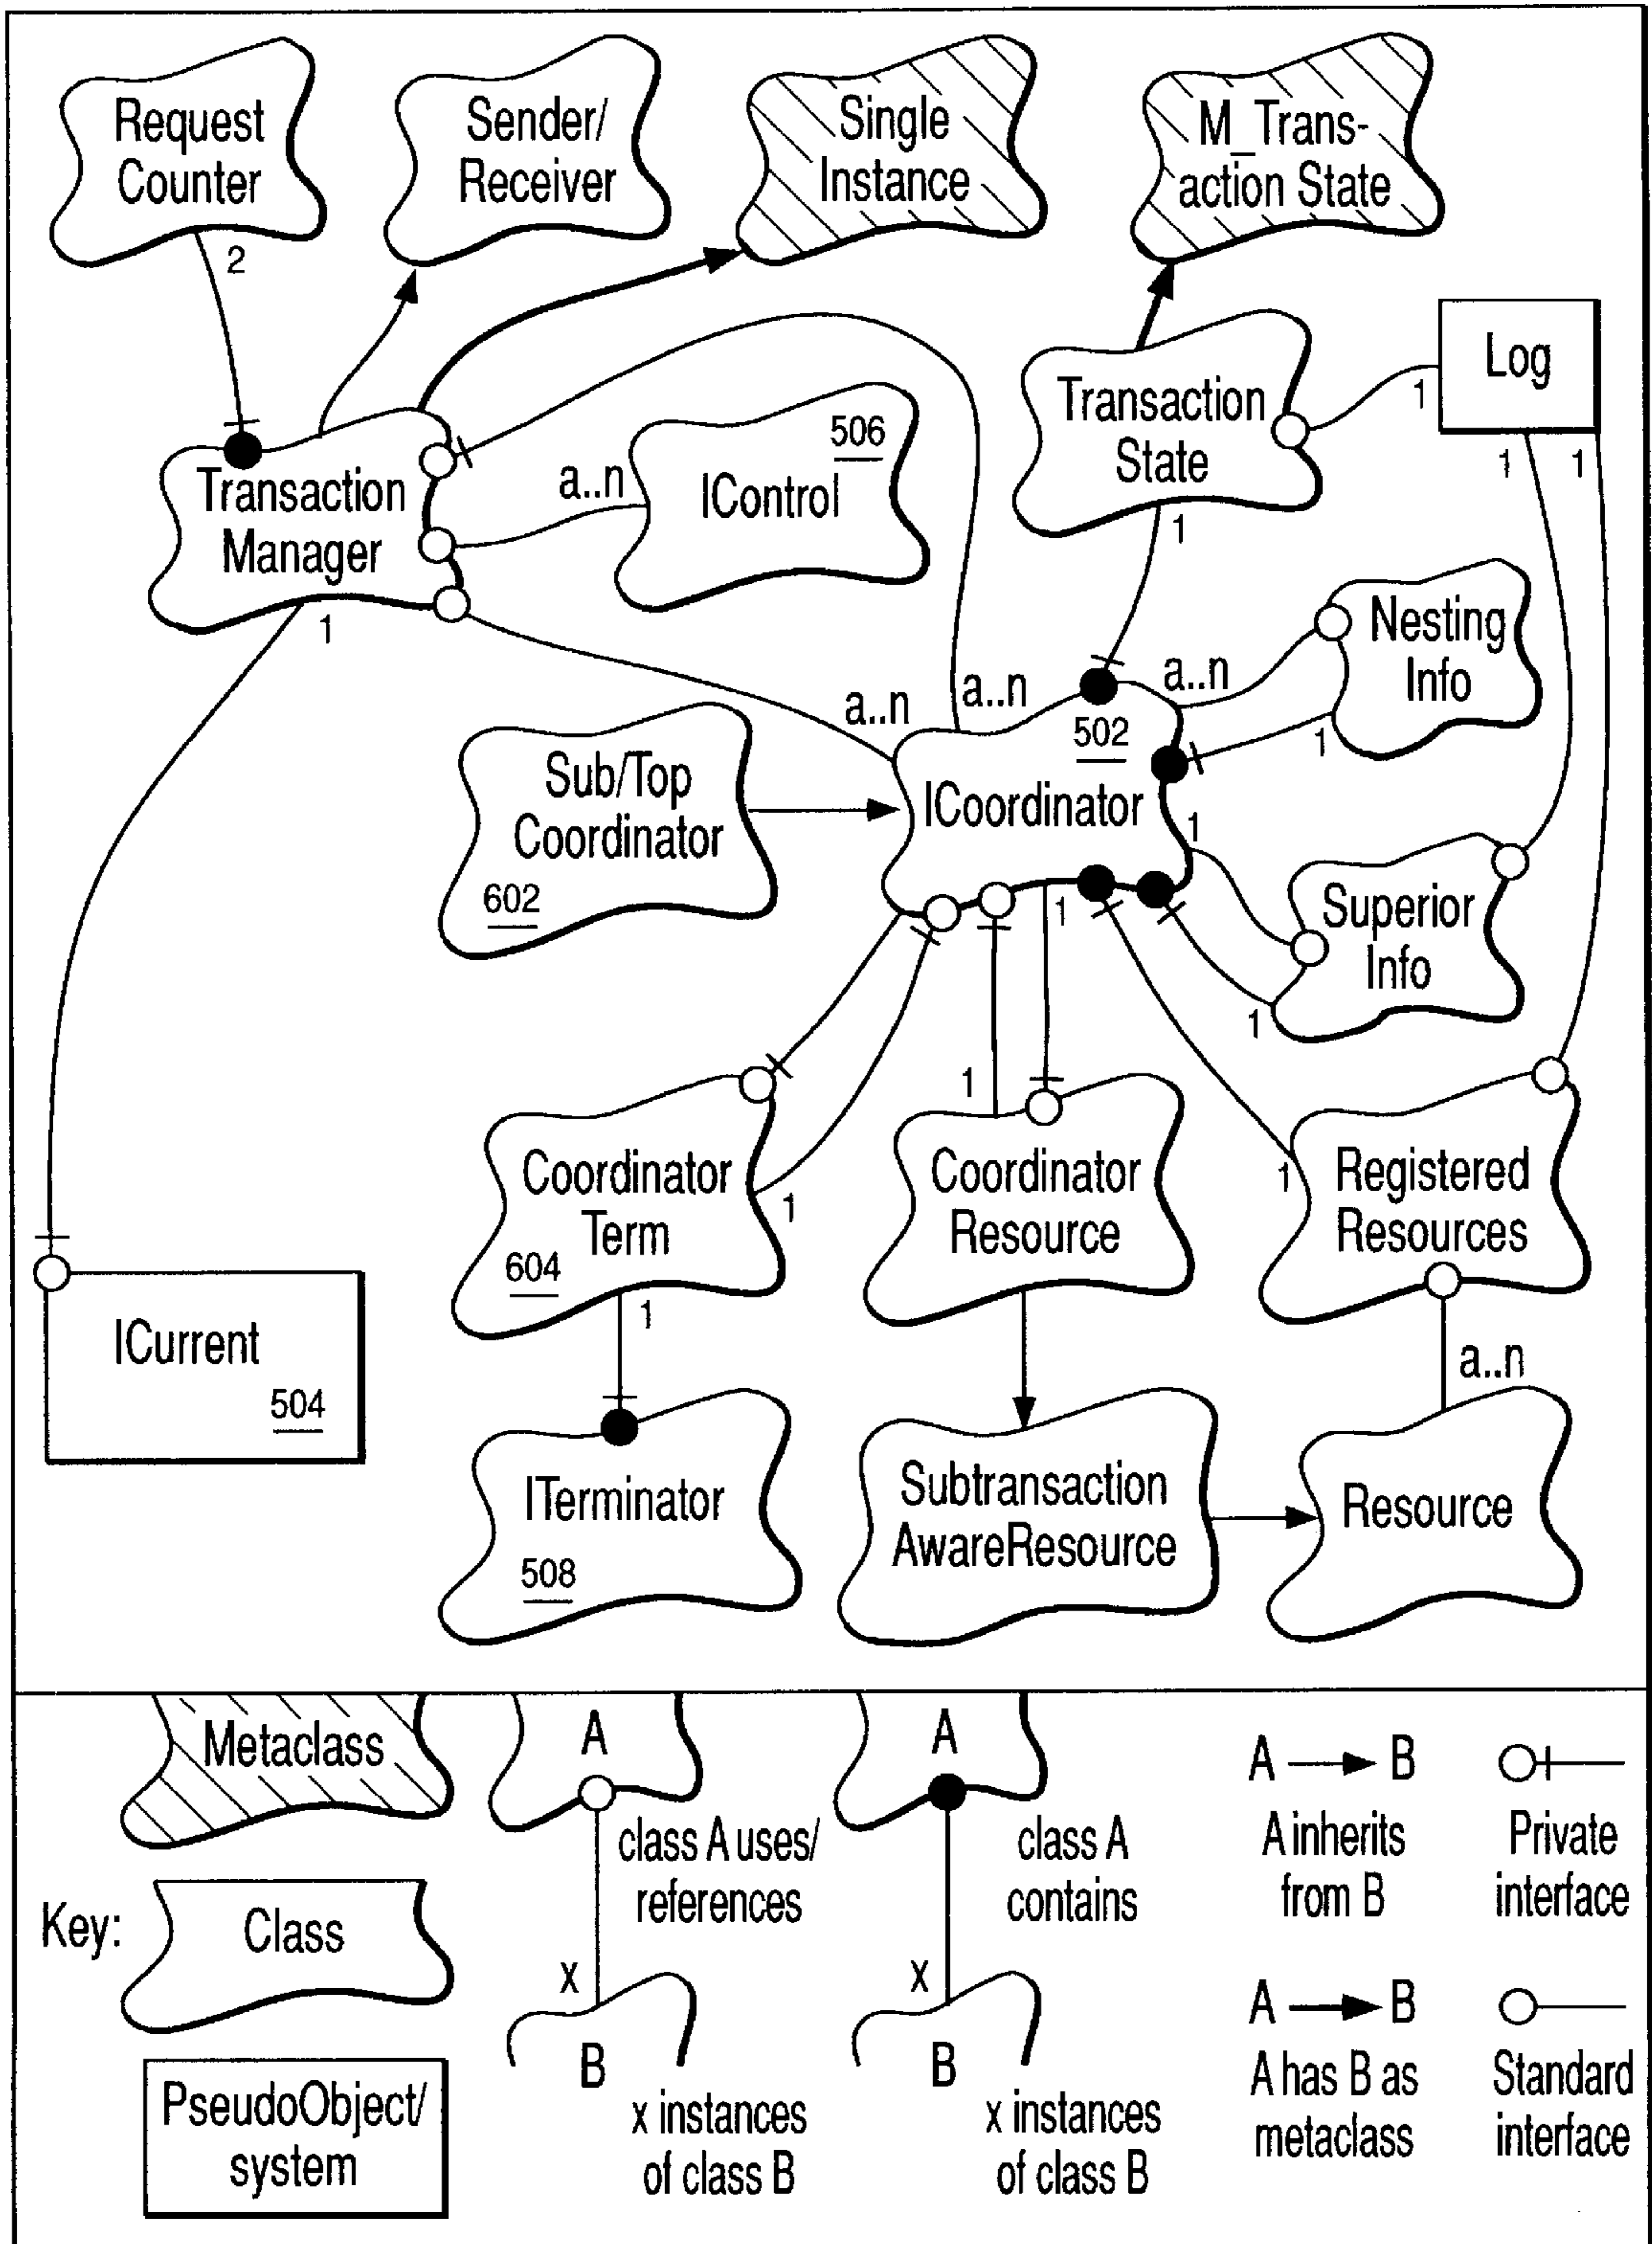 Request
Counter
Sender/
Receiver
Single
Instance
M_Trans-
action State
2
Log
1
1
1
Transaction
State
1
506
IControl
a..n
Transaction
Manager
1
Nesting
Info
a..n
a..n
a..n
1
502
ICoordinator
1
Sub/Top
Coordinator
602
Superior
Info
1
1
1
Coordinator
Term
604
1
1
Coordinator
Resource
1
Registered
Resources
ICurrent
504
a..n
ITerminator
508
Subtransaction
AwareResource
Resource
Key:
Metaclass
Class
PseudoObject/
system
A
class A uses/
references
x
B
x instances
of class B
A
class A
contains
x
B
x instances
of class B
A B
A inherits
from B
Private
interface
A B
A has B as
metaclass
Standard
interface